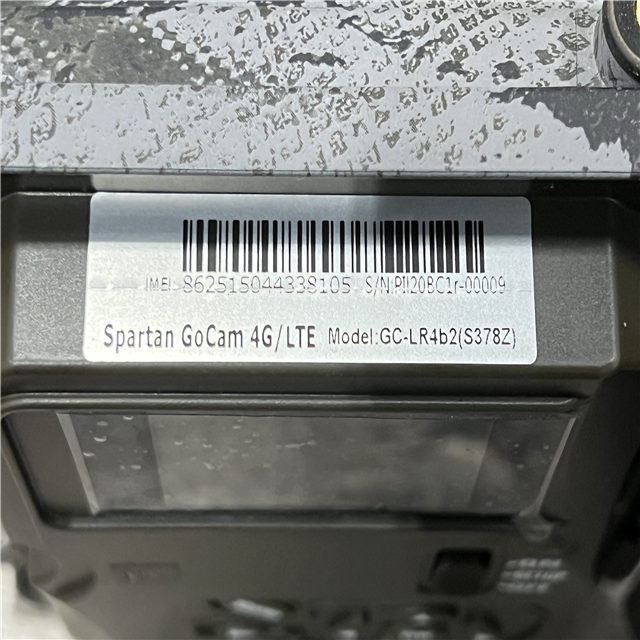 IMEI 862515044338105 S/N:PII20BC1r-00009
Spartan GoCam 4G/LTE Model:GC-LR4b2(S378Z)